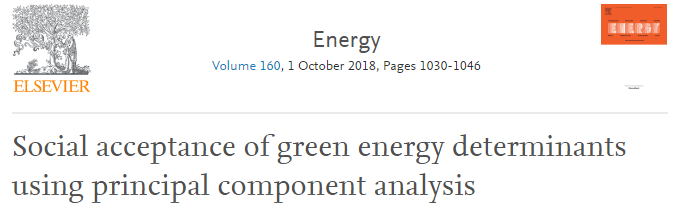 ELSEVIER
Energy
Volume 160, 1 October 2018, Pages 1030-1046
ENERGY
Social acceptance of green energy determinants
using principal component analysis